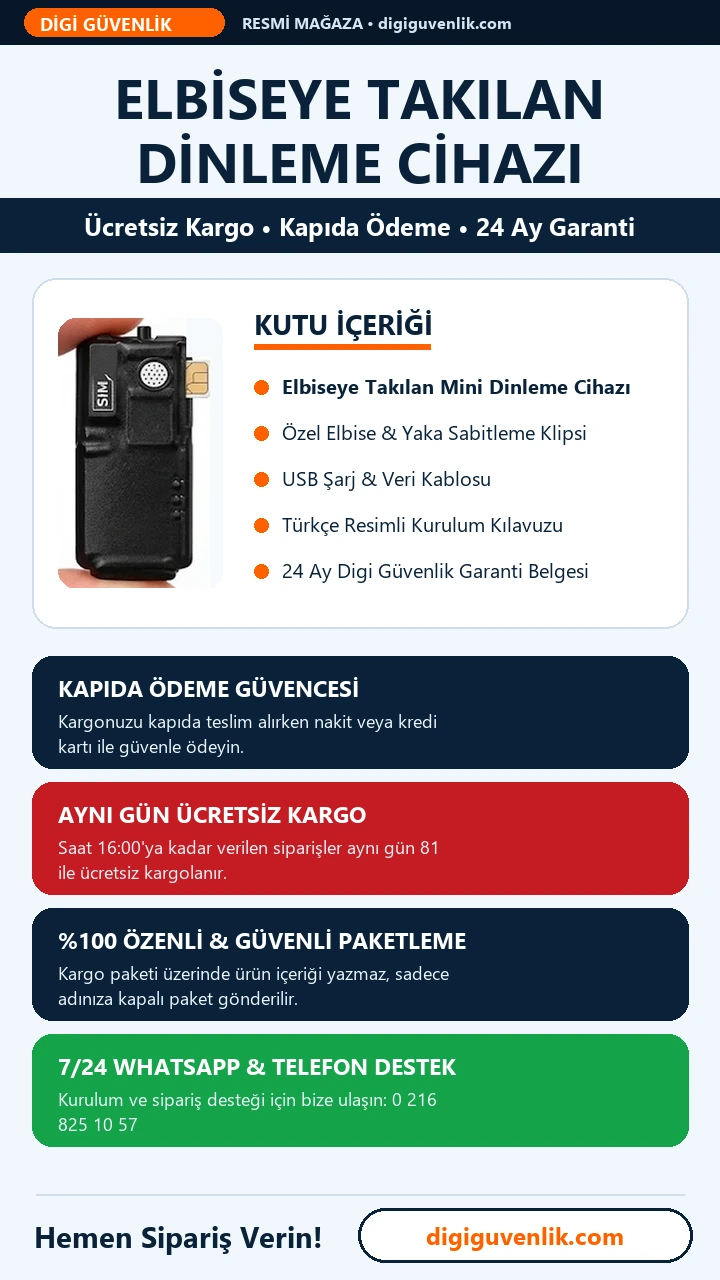 DİGİ GÜVENLİK
RESMİ MAĞAZA • digiguvenlik.com
ELBİSEYE TAKILAN
DİNLEME CİHAZI
Ücretsiz Kargo • Kapıda Ödeme • 24 Ay Garanti
SIM
KUTU İÇERİĞİ
Elbiseye Takılan Mini Dinleme Cihazı
Özel Elbise & Yaka Sabitleme Klipsi
USB Şarj & Veri Kablosu
Türkçe Resimli Kurulum Kılavuzu
24 Ay Digi Güvenlik Garanti Belgesi
KAPIDA ÖDEME GÜVENCESİ
Kargonuzu kapıda teslim alırken nakit veya kredi
kartı ile güvenle ödeyin.
AYNI GÜN ÜCRETSİZ KARGO
Saat 16:00'ya kadar verilen siparişler aynı gün 81
ile ücretsiz kargolanır.
%100 ÖZENLİ & GÜVENLİ PAKETLEME
Kargo paketi üzerinde ürün içeriği yazmaz, sadece
adınıza kapalı paket gönderilir.
7/24 WHATSAPP & TELEFON DESTEK
Kurulum ve sipariş desteği için bize ulaşın: 0 216
825 10 57
Hemen Sipariş Verin!
digiguvenlik.com